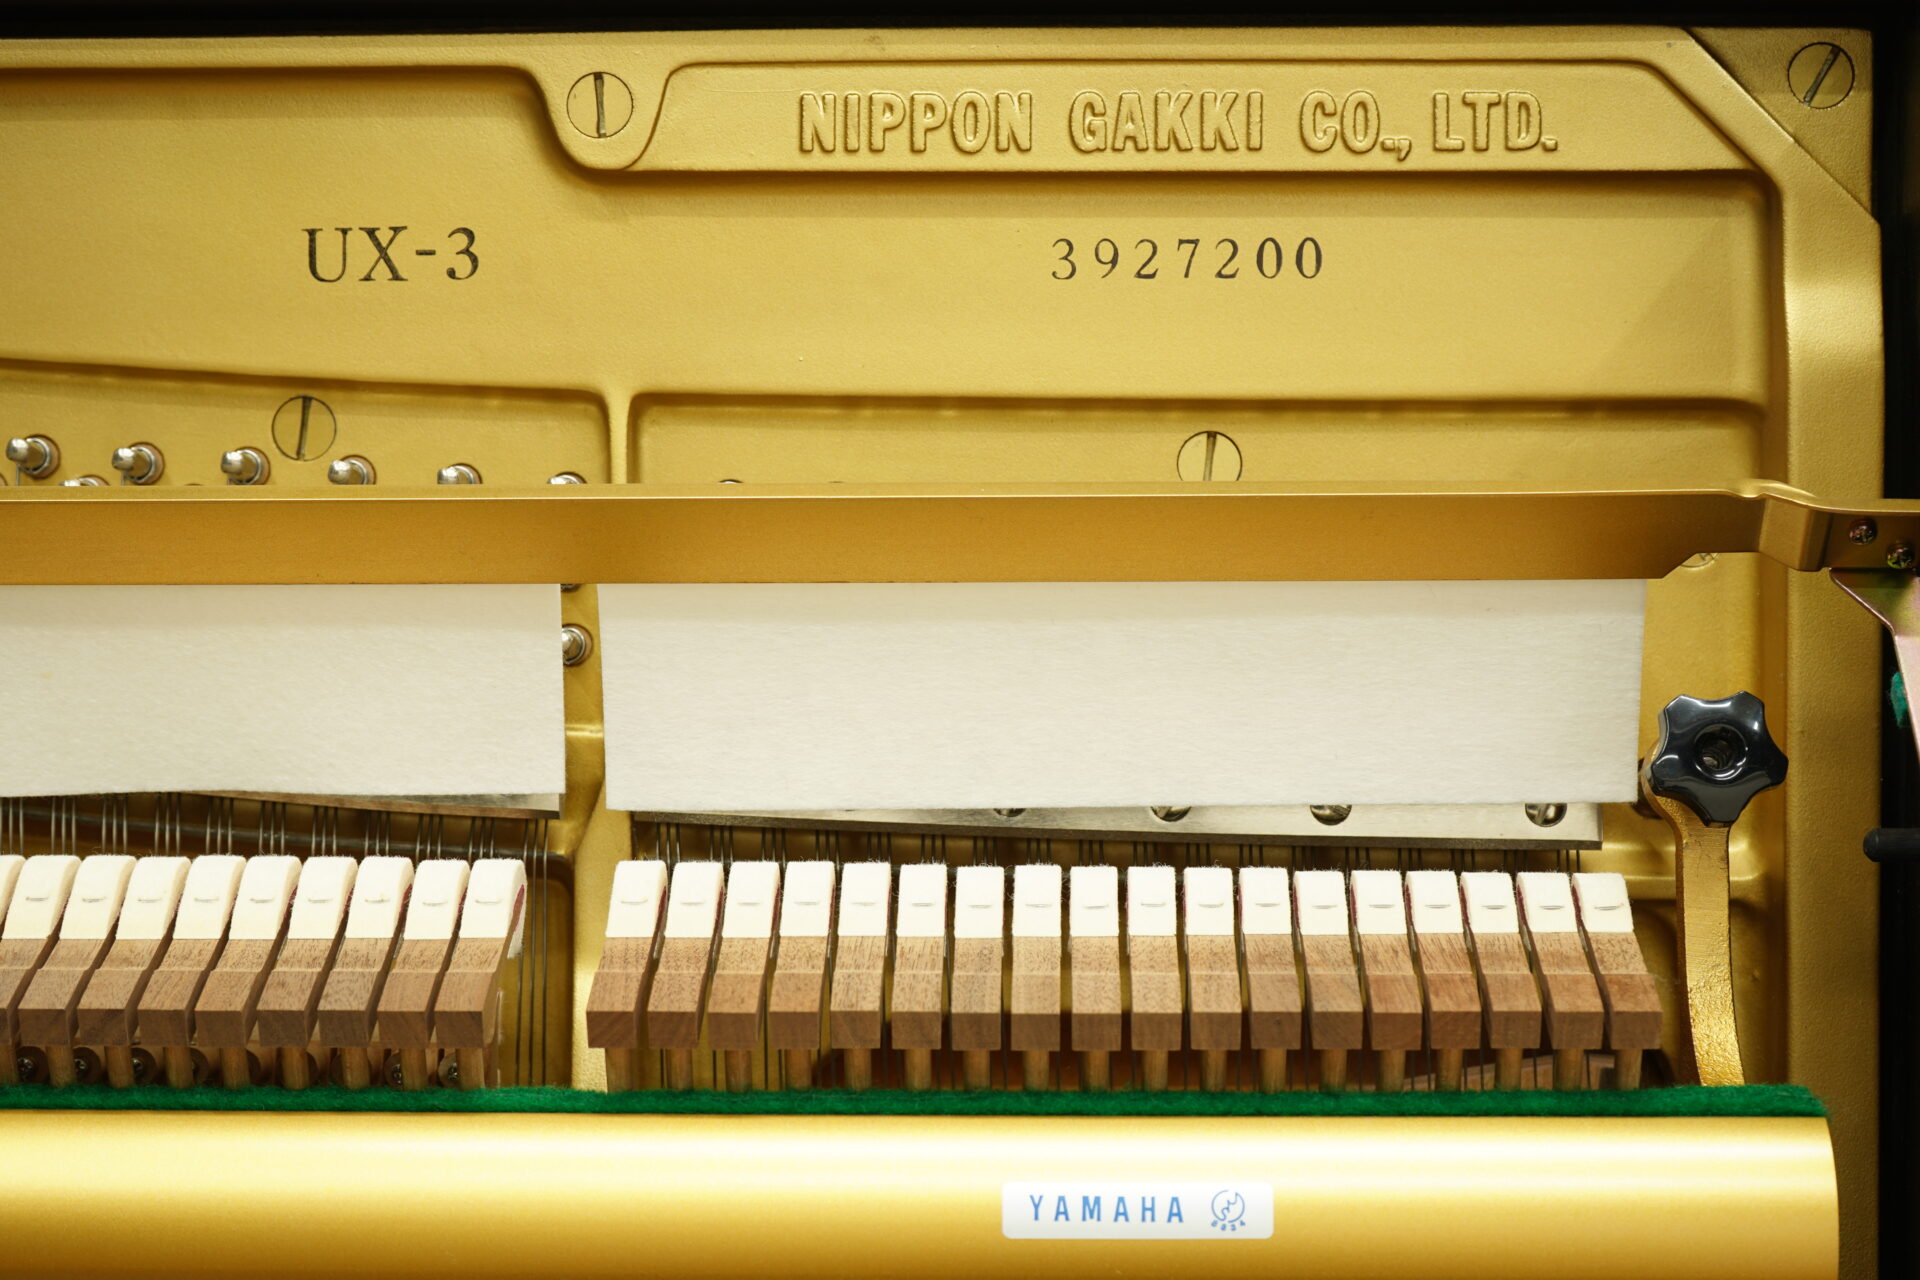 NIPPON GAKKI CO., LTD.
UX-3
3927200
YAMAHA